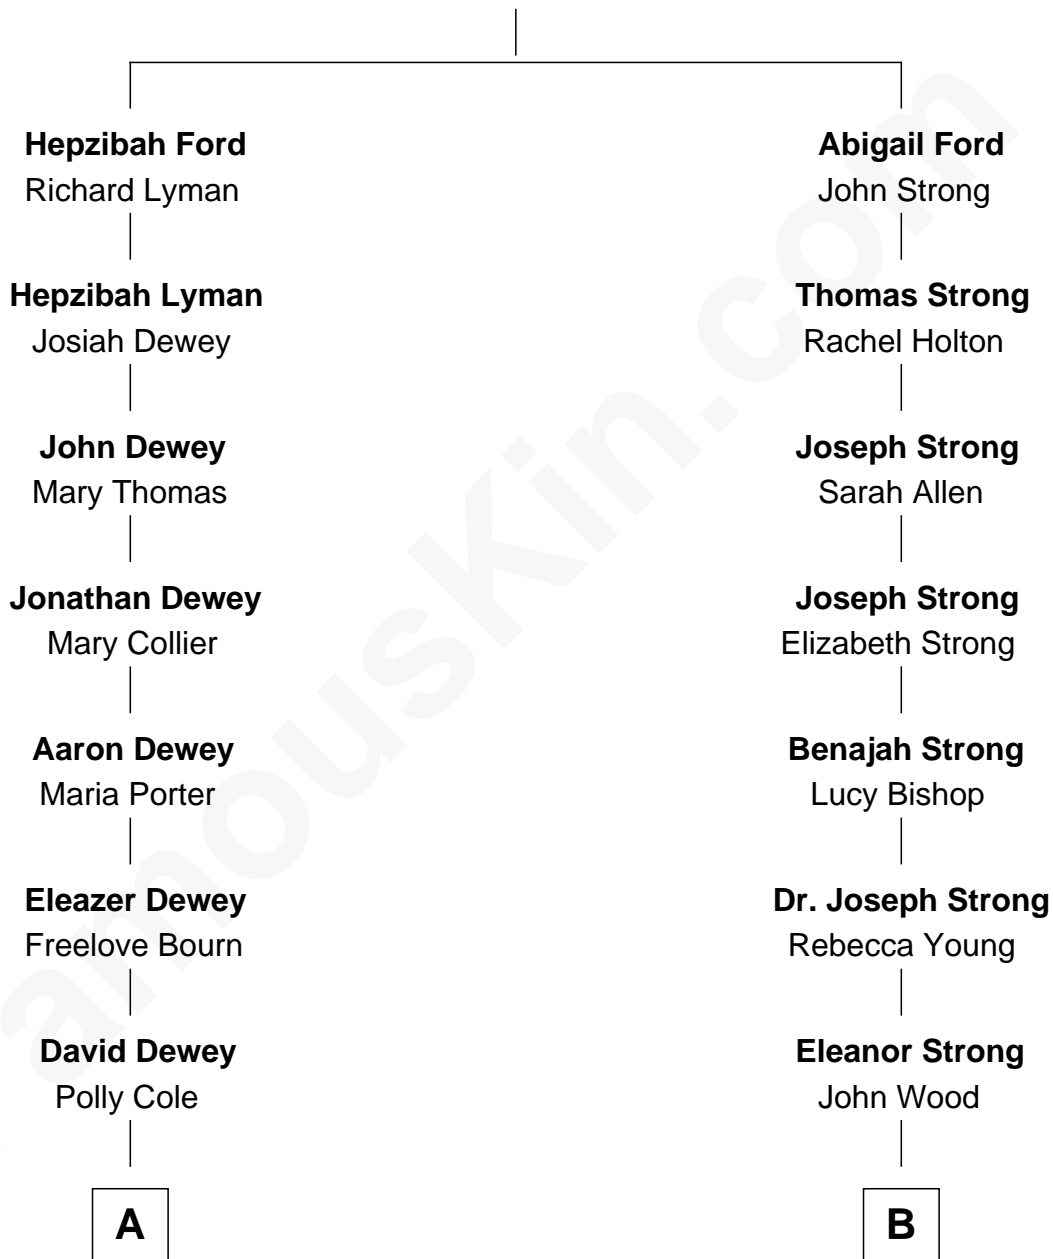 Hepzibah Ford
Richard Lyman
Hepzibah Lyman
Josiah Dewey
John Dewey
Mary Thomas
Jonathan Dewey
Mary Collier
Aaron Dewey
Maria Porter
Eleazer Dewey
Freelove Bourn
David Dewey
Polly Cole
A
Abigail Ford
John Strong
Thomas Strong
Rachel Holton
Joseph Strong
Sarah Allen
Joseph Strong
Elizabeth Strong
Benajah Strong
Lucy Bishop
Dr. Joseph Strong
Rebecca Young
Eleanor Strong
John Wood
B
amousKin.com